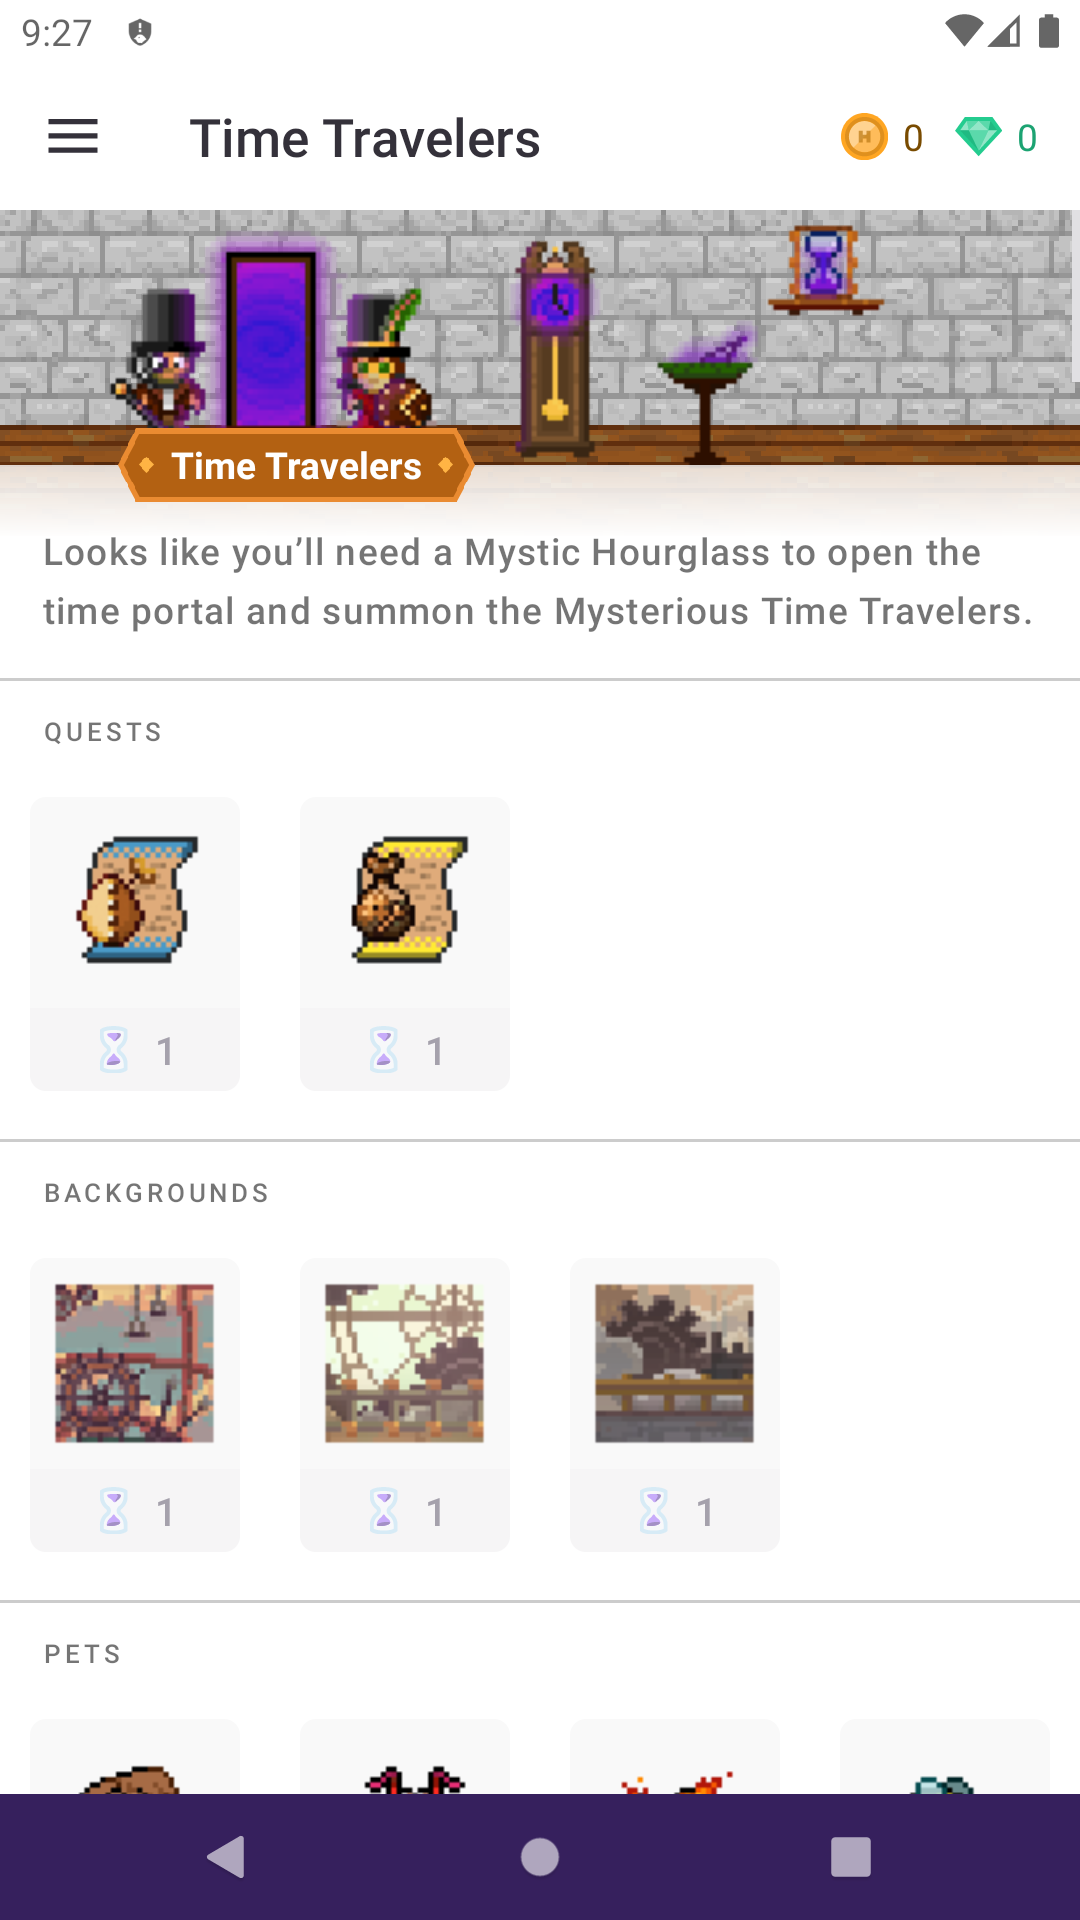 9:27
Time Travelers
0
0
Time Travelers
Looks like you’ll need a Mystic Hourglass to open the
time portal and summon the Mysterious Time Travelers.
QUESTS
1
1
BACKGROUNDS
1
1
1
PETS